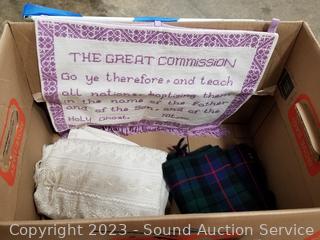 THE GREAT COMMISSION
Go ye therefore, and teach
all nations, baptizing them
in the name of the Father
and of the Son, and of the
Holy Ghost.
Copyright 2023 - Sound Auction Service